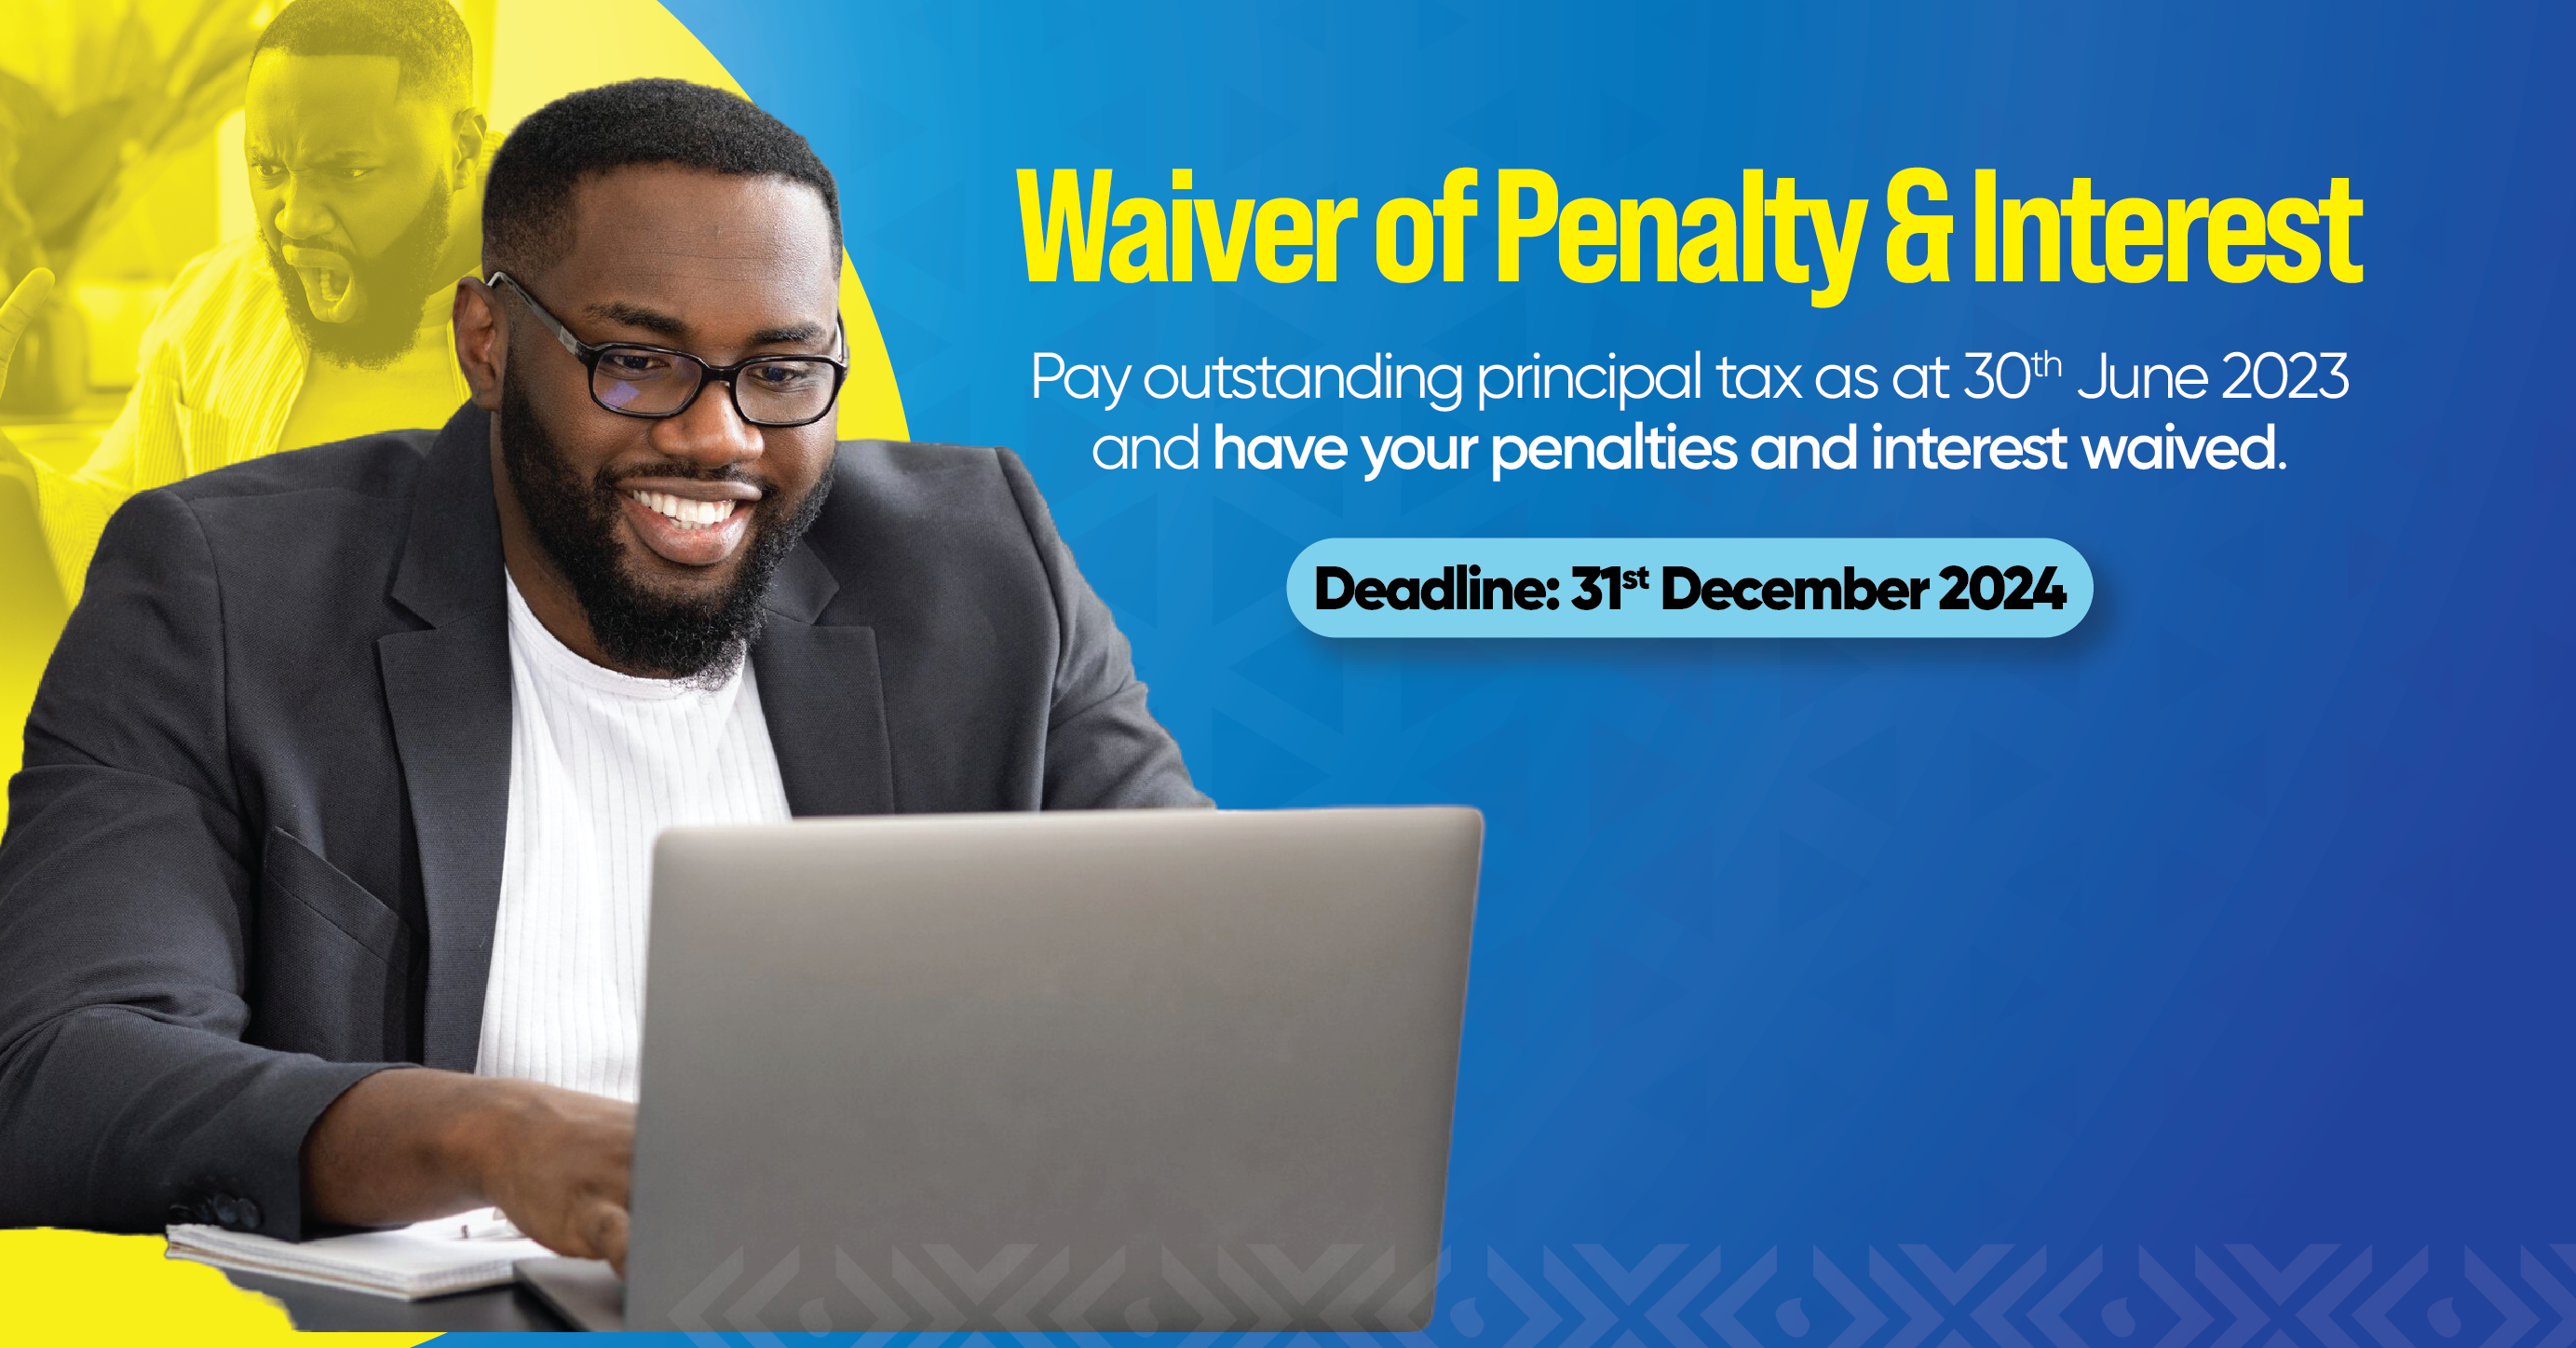 Waiver of Penalty & Interest
Pay outstanding principal tax as at 30th June 2023
and have your penalties and interest waived.
Deadline: 31st December 2024